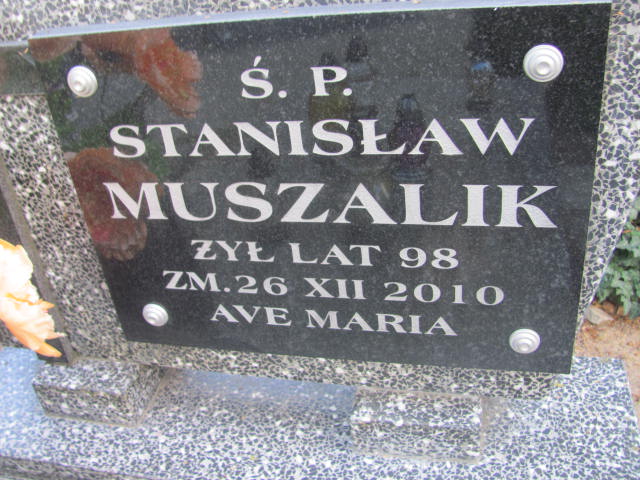 Ś. P.
STANISŁAW
MUSZALIK
ŻYŁ LAT 98
ZM. 26 XII 2010
AVE MARIA